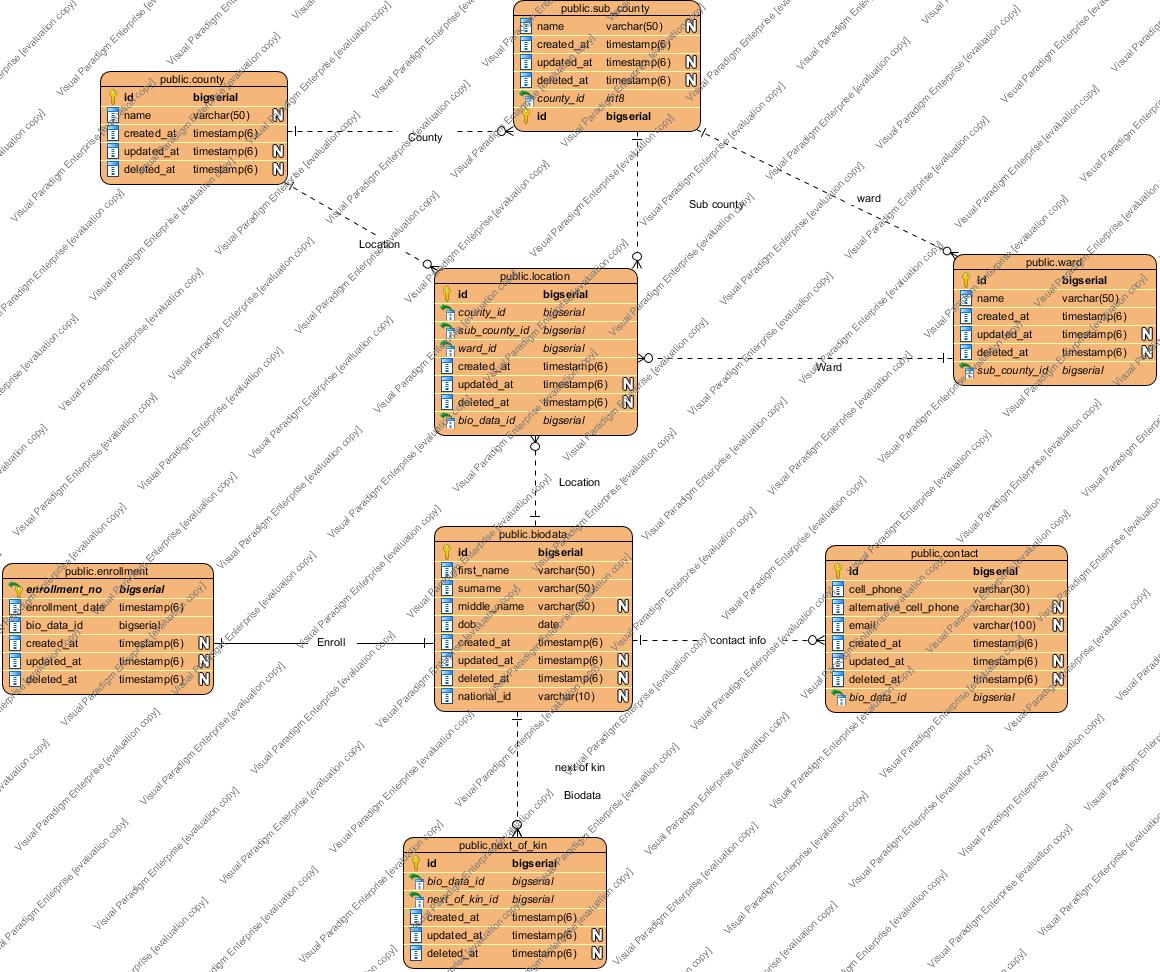 public.sub_county
name varchar(50) N
created_at timestamp(6)
updated_at timestamp(6) N
deleted_at timestamp(6) N
county_id int8
id bigserial
public.county
id bigserial
name varchar(50) N
created_at timestamp(6)
updated_at timestamp(6) N
deleted_at timestamp(6) N
County
Location
Sub county
ward
public.ward
id bigserial
name varchar(50)
created_at timestamp(6)
updated_at timestamp(6) N
deleted_at timestamp(6) N
sub_county_id bigserial
public.location
id bigserial
county_id bigserial
sub_county_id bigserial
ward_id bigserial
created_at timestamp(6)
updated_at timestamp(6) N
deleted_at timestamp(6) N
bio_data_id bigserial
Ward
Location
public.biodata
id bigserial
first_name varchar(50)
surname varchar(50)
middle_name varchar(50) N
dob date
created_at timestamp(6)
updated_at timestamp(6) N
deleted_at timestamp(6) N
national_id varchar(10) N
public.enrollment
enrollment_no bigserial
enrollment_date timestamp(6)
bio_data_id bigserial
created_at timestamp(6) N
updated_at timestamp(6) N
deleted_at timestamp(6) N
Enroll
contact info
public.contact
id bigserial
cell_phone varchar(30)
alternative_cell_phone varchar(30) N
email varchar(100) N
created_at timestamp(6)
updated_at timestamp(6) N
deleted_at timestamp(6) N
bio_data_id bigserial
next of kin
Biodata
public.next_of_kin
id bigserial
bio_data_id bigserial
next_of_kin_id bigserial
created_at timestamp(6)
updated_at timestamp(6) N
deleted_at timestamp(6) N
Visual Paradigm Enterprise [evaluation copy]